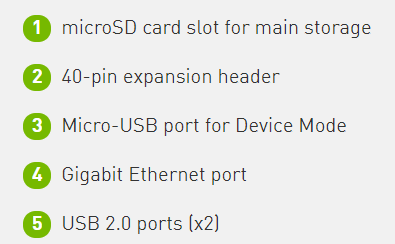 1 microSD card slot for main storage
2 40-pin expansion header
3 Micro-USB port for Device Mode
4 Gigabit Ethernet port
5 USB 2.0 ports (x2)